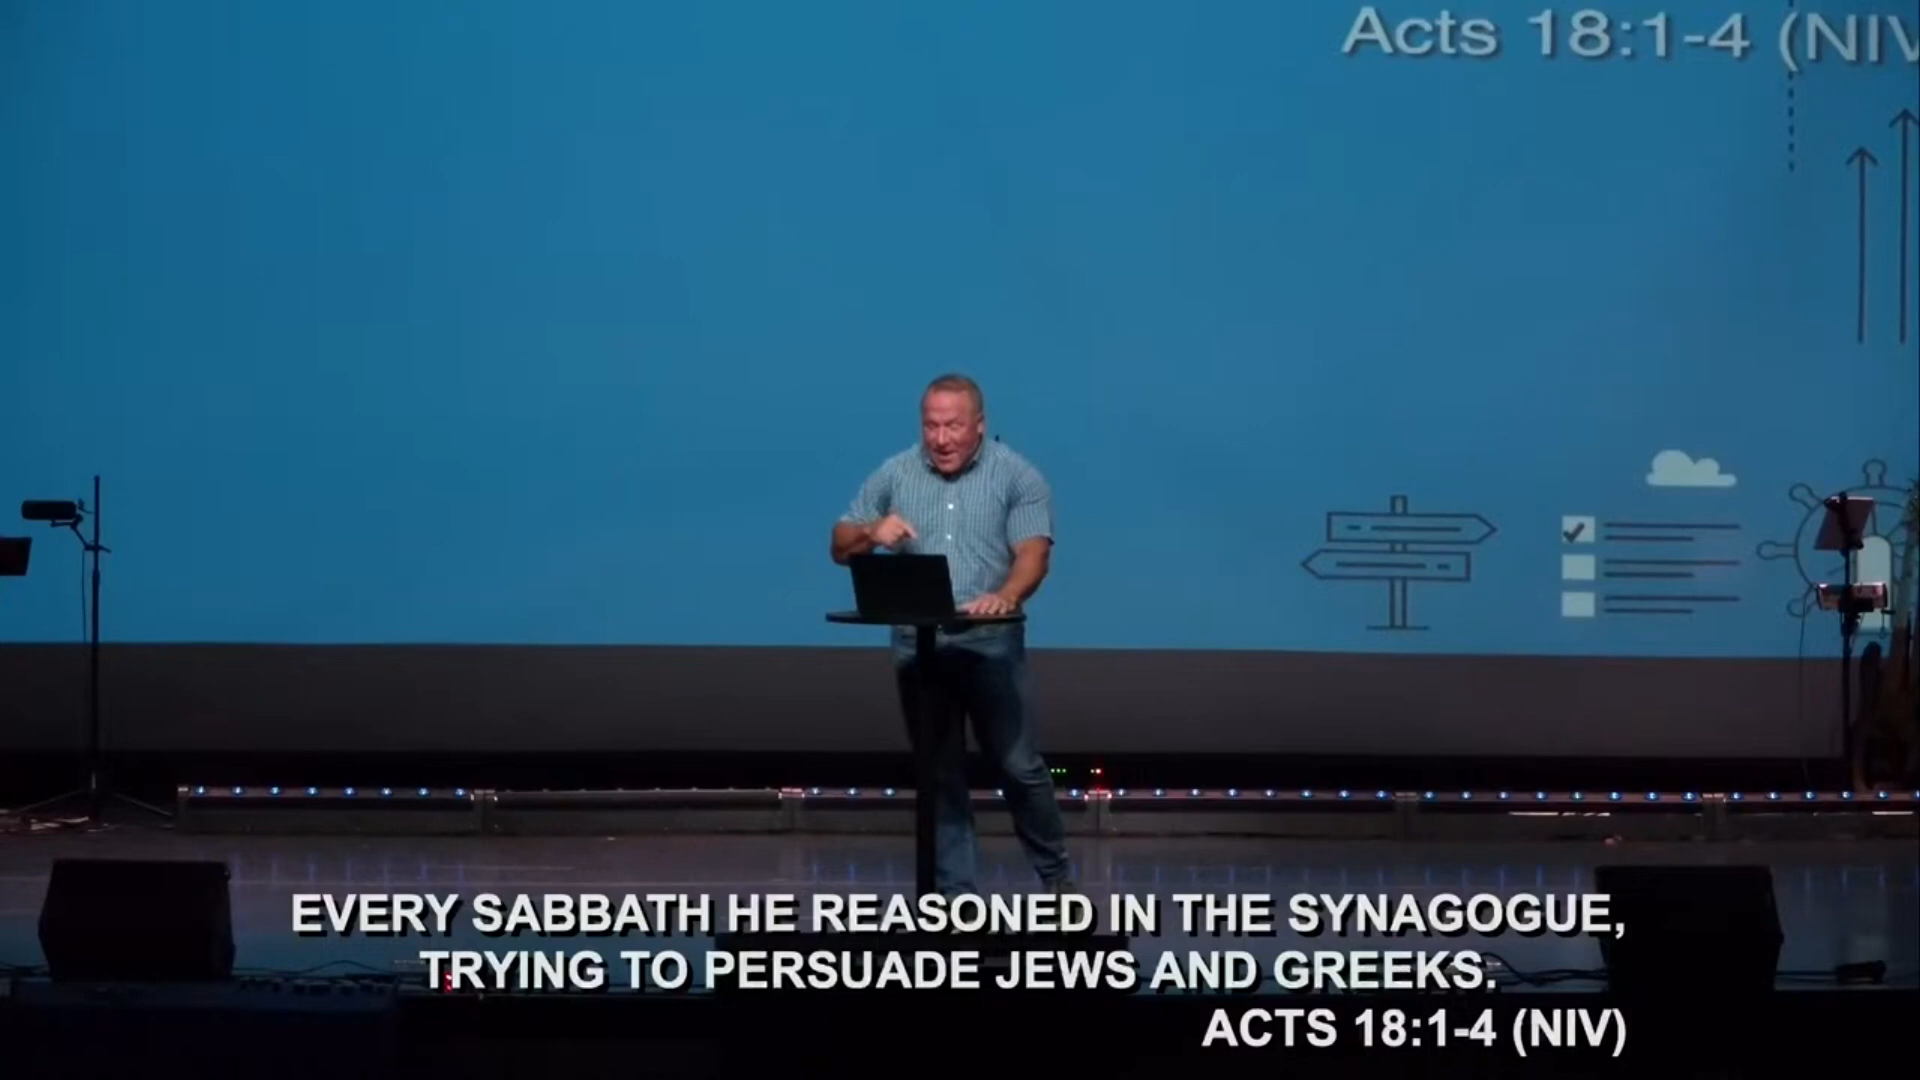 Acts 18:1-4 (NIV
EVERY SABBATH HE REASONED IN THE SYNAGOGUE,
TRYING TO PERSUADE JEWS AND GREEKS.
ACTS 18:1-4 (NIV)